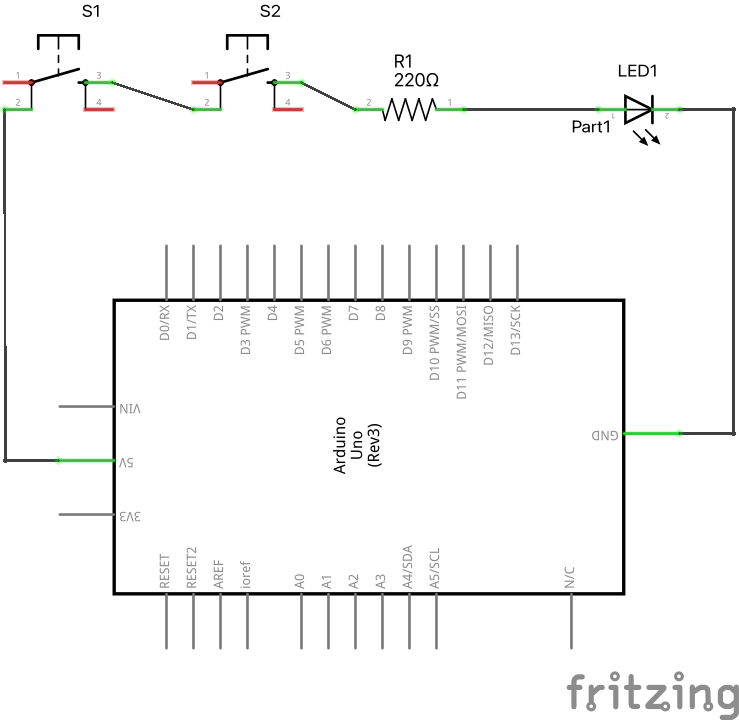 S1
S2
1
3
2
4
1
3
2
4
R1
220Ω
2
1
LED1
Part1
1
2
D0/RX
D1/TX
D2
D3 PWM
D4
D5 PWM
D6 PWM
D7
D8
D9 PWM
D10 PWM/SS
D11 PWM/MOSI
D12/MISO
D13/SCK
VIN
5V
3V3
Arduino
Uno
(Rev3)
GND
RESET
RESET2
AREF
ioref
A0
A1
A2
A3
A4/SDA
A5/SCL
N/C
fritzing